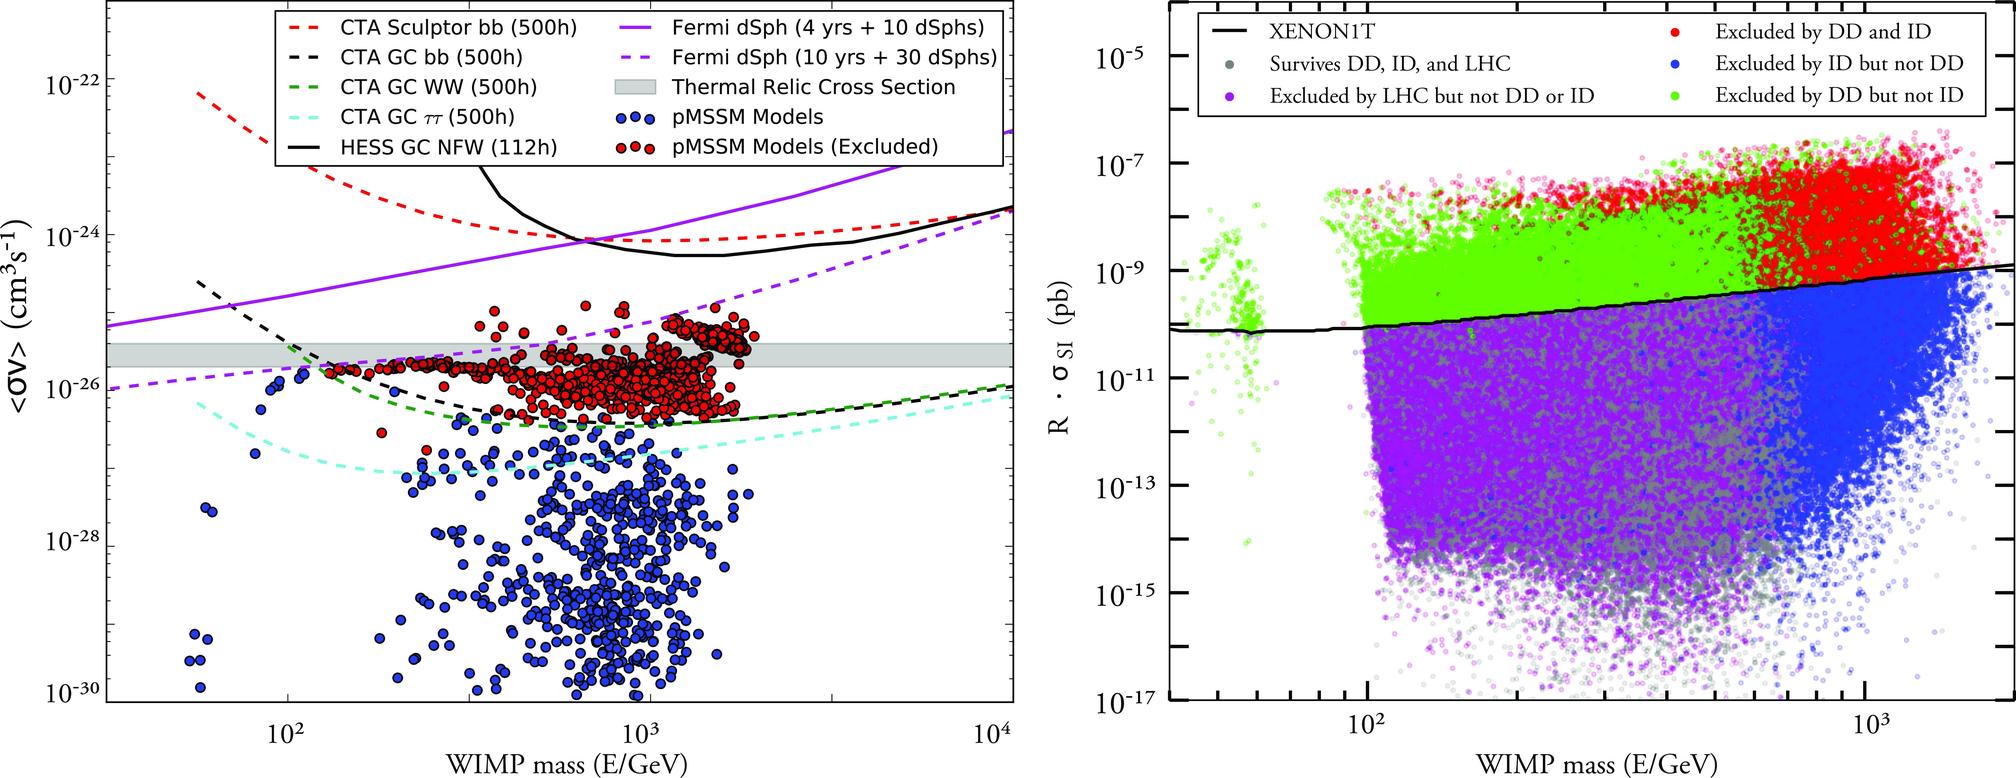 CTA Sculptor bb (500h)
CTA GC bb (500h)
CTA GC WW (500h)
CTA GC ττ (500h)
HESS GC NFW (112h)
Fermi dSph (4 yrs + 10 dSphs)
Fermi dSph (10 yrs + 30 dSphs)
Thermal Relic Cross Section
pMSSM Models
pMSSM Models (Excluded)
<σv> (cm³s⁻¹)
10⁻²²
10⁻²⁴
10⁻²⁶
10⁻²⁸
10⁻³⁰
10²
10³
10⁴
WIMP mass (E/GeV)
XENON1T
Survives DD, ID, and LHC
Excluded by LHC but not DD or ID
Excluded by DD and ID
Excluded by ID but not DD
Excluded by DD but not ID
R · σ SI (pb)
10⁻⁵
10⁻⁷
10⁻⁹
10⁻¹¹
10⁻¹³
10⁻¹⁵
10⁻¹⁷
10²
10³
WIMP mass (E/GeV)